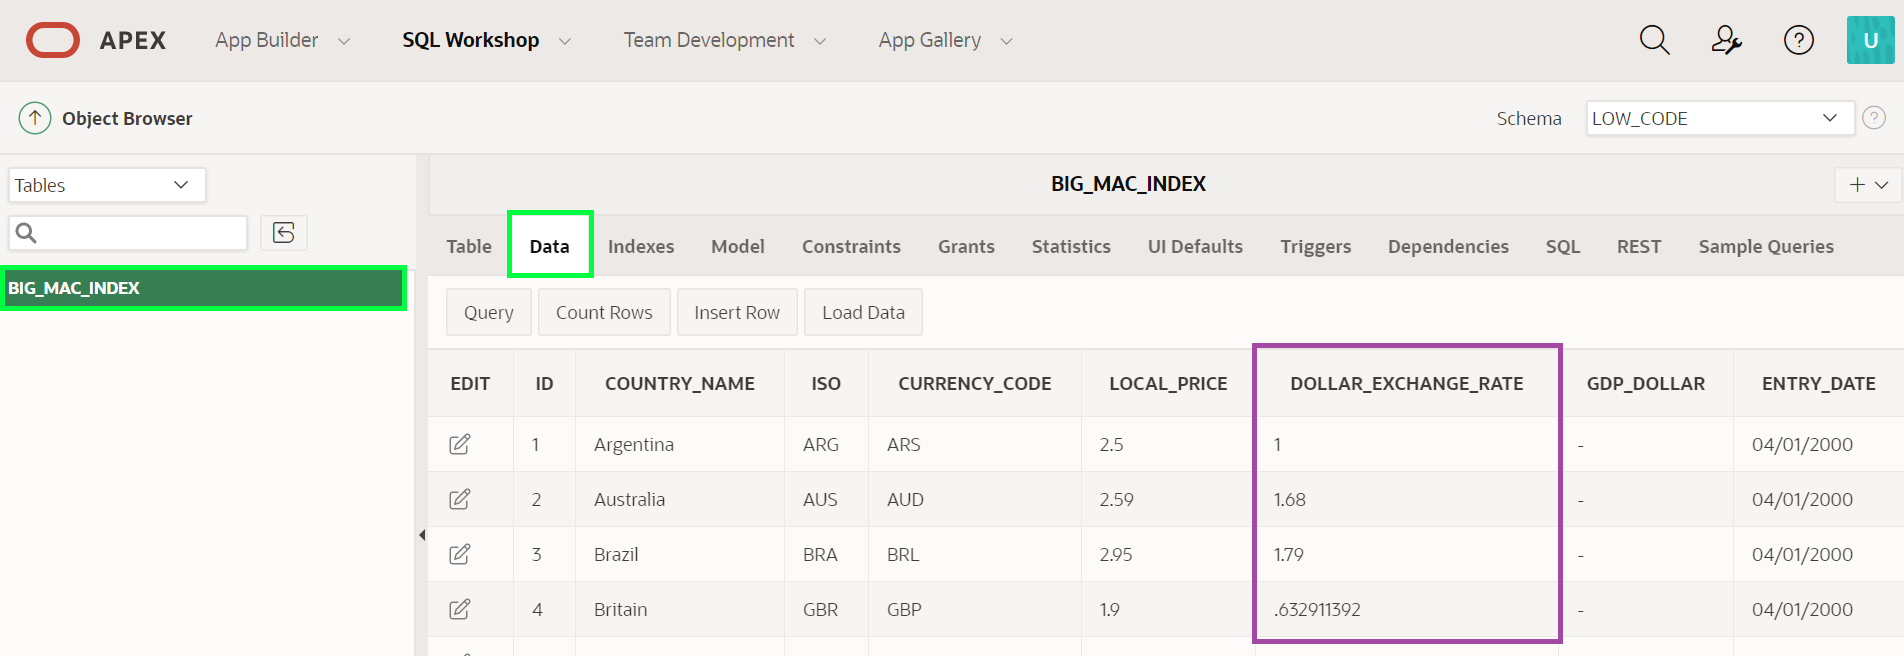 APEX App Builder SQL Workshop Team Development App Gallery U
Object Browser Schema LOW_CODE ?
Tables BIG_MAC_INDEX
Table Data Indexes Model Constraints Grants Statistics UI Defaults Triggers Dependencies SQL REST Sample Queries
BIG_MAC_INDEX
Query Count Rows Insert Row Load Data
EDIT ID COUNTRY_NAME ISO CURRENCY_CODE LOCAL_PRICE DOLLAR_EXCHANGE_RATE GDP_DOLLAR ENTRY_DATE
1 Argentina ARG ARS 2.5 1 - 04/01/2000
2 Australia AUS AUD 2.59 1.68 - 04/01/2000
3 Brazil BRA BRL 2.95 1.79 - 04/01/2000
4 Britain GBR GBP 1.9 .632911392 - 04/01/2000